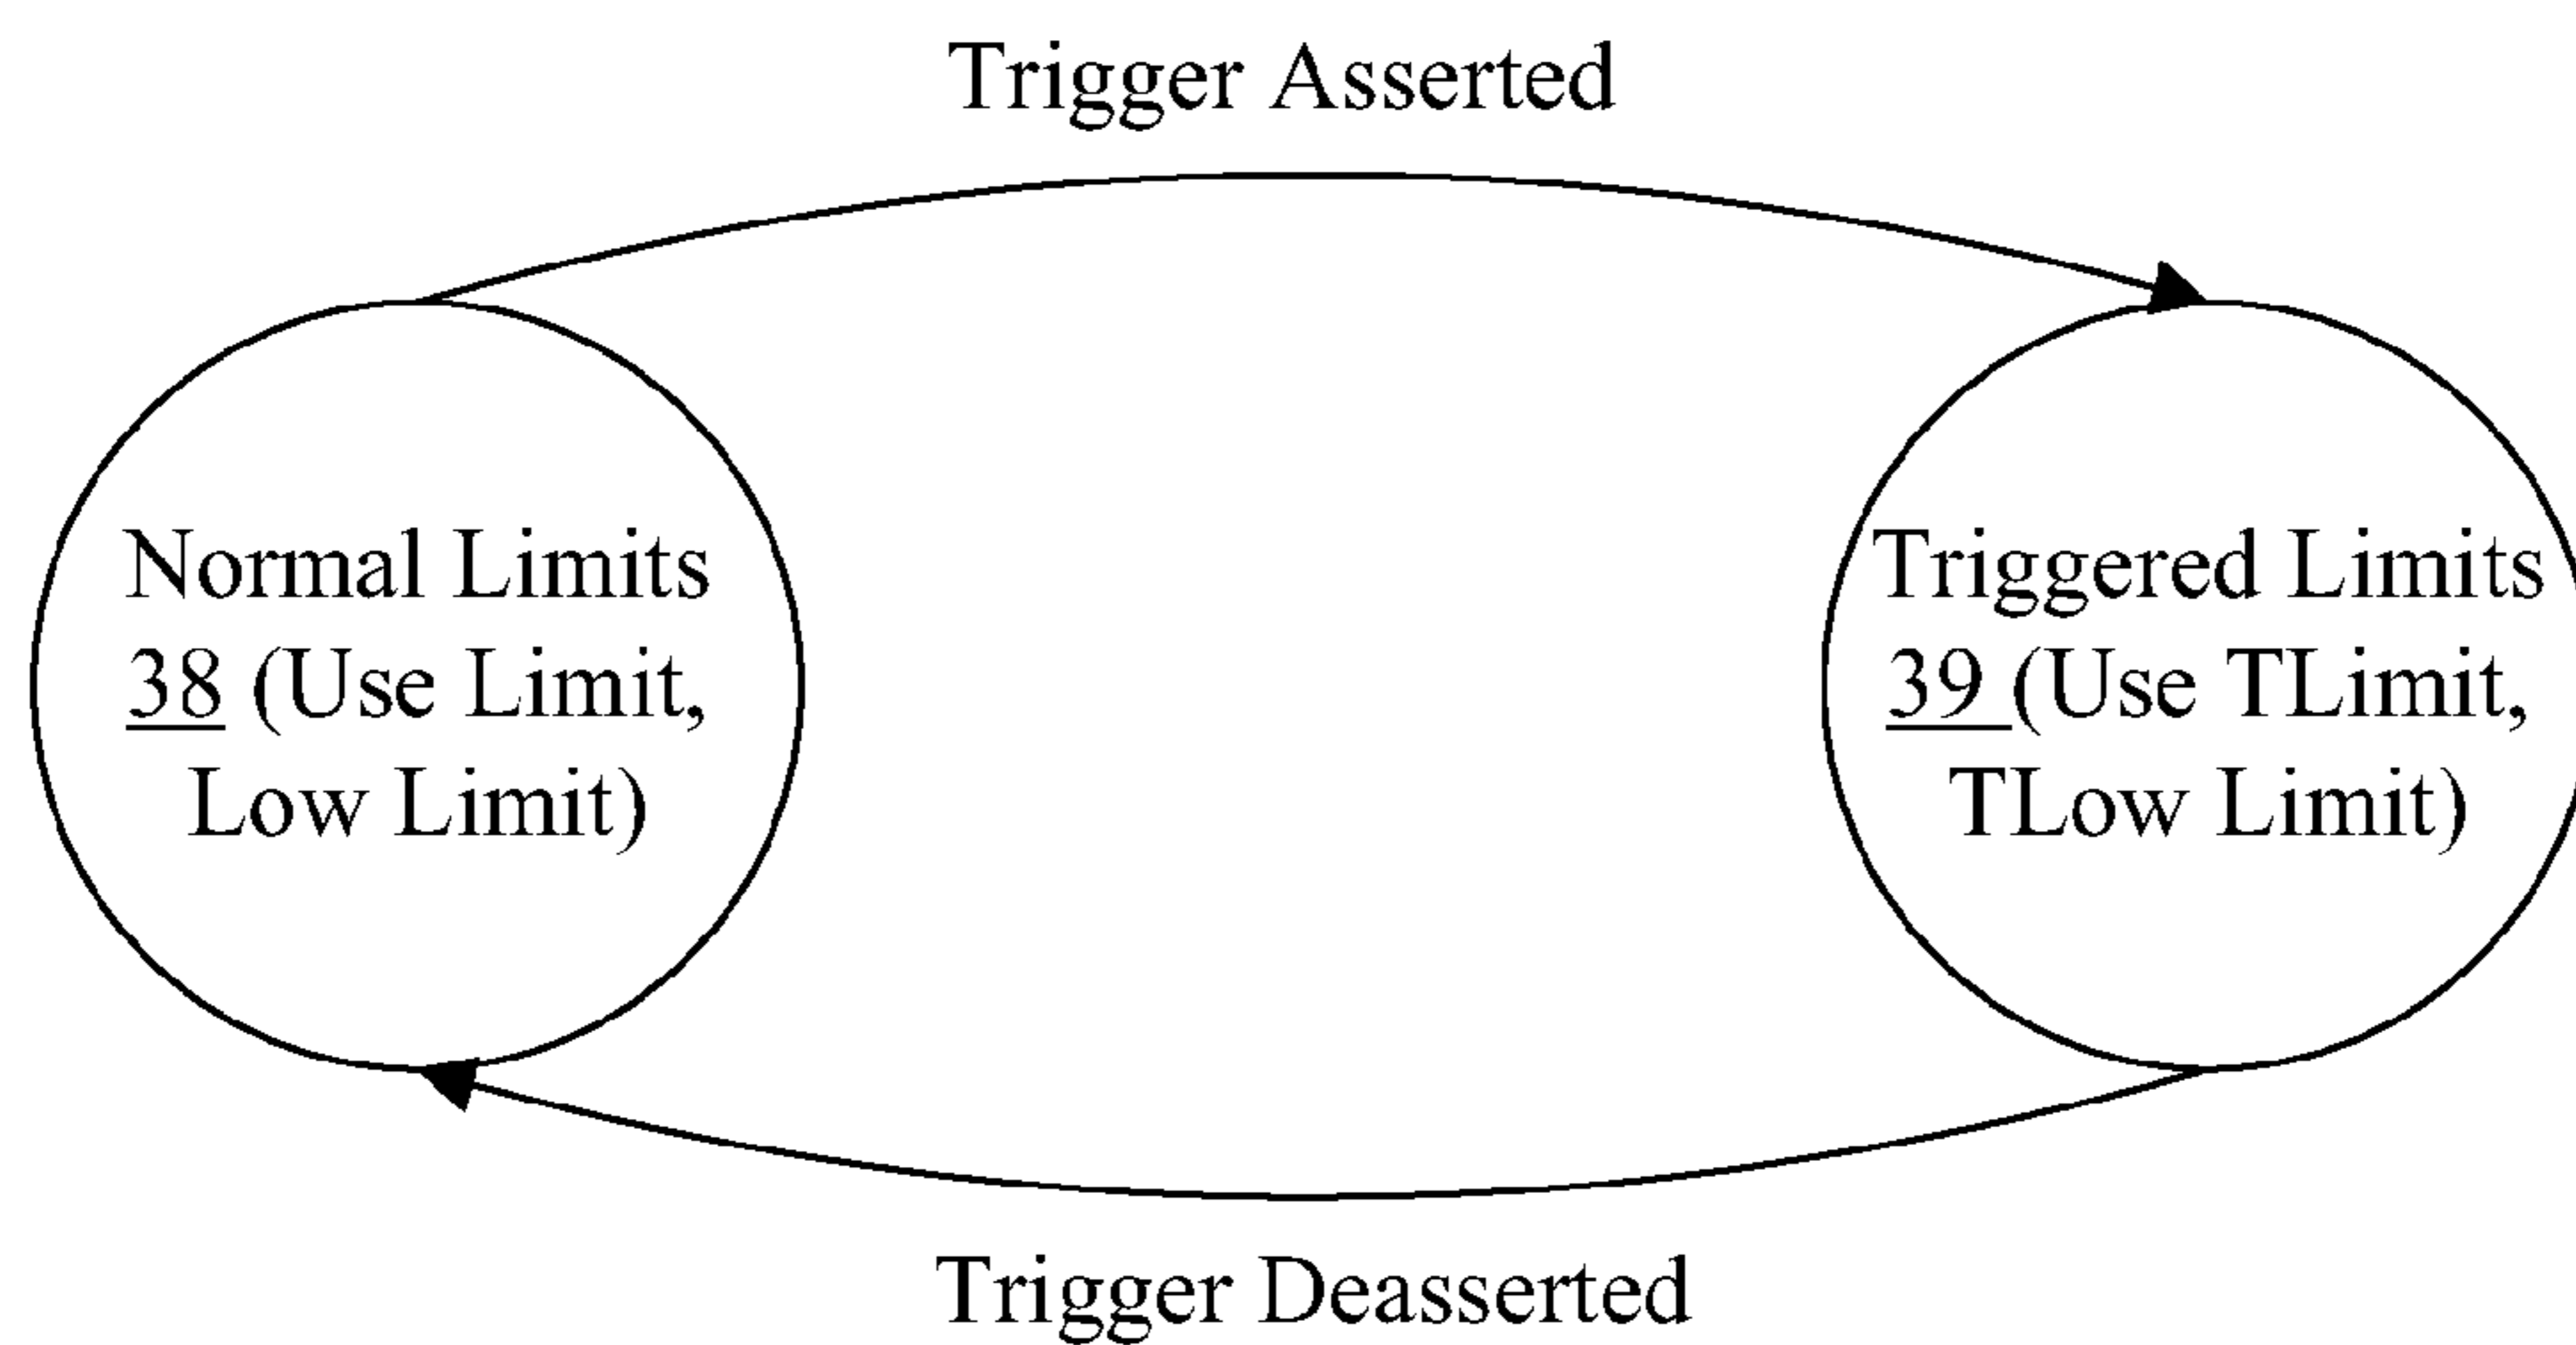 Trigger Asserted
Normal Limits
38 (Use Limit,
Low Limit)
Triggered Limits
39 (Use TLimit,
TLow Limit)
Trigger Deasserted